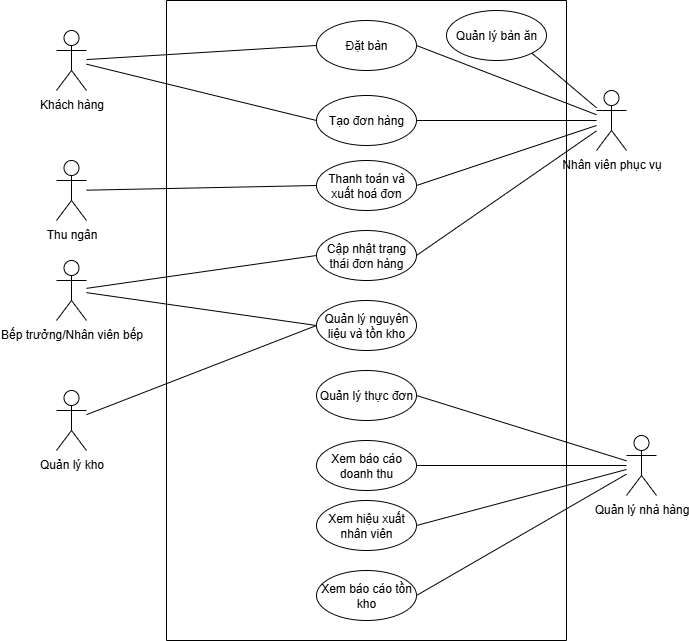 Quản lý bàn ăn
Đặt bàn
Khách hàng
Tạo đơn hàng
Nhân viên phục vụ
Thanh toán và
xuất hoá đơn
Thu ngân
Cập nhật trạng
thái đơn hàng
Bếp trưởng/Nhân viên bếp
Quản lý nguyên
liệu và tồn kho
Quản lý thực đơn
Quản lý kho
Xem báo cáo
doanh thu
Quản lý nhà hàng
Xem hiệu xuất
nhân viên
Xem báo cáo tồn
kho